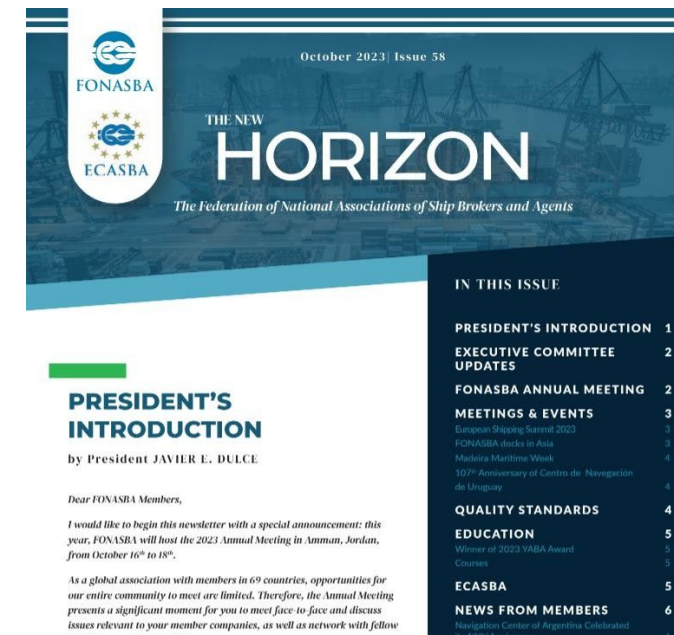 FONASBA
ECASBA
October 2023| Issue 58
THE NEW
HORIZON
The Federation of National Associations of Ship Brokers and Agents
PRESIDENT'S
INTRODUCTION
by President JAVIER E. DULCE
Dear FONASBA Members,
I would like to begin this newsletter with a special announcement: this
year, FONASBA will host the 2023 Annual Meeting in Amman, Jordan,
from October 16th to 18th.
As a global association with members in 69 countries, opportunities for
our entire community to meet are limited. Therefore, the Annual Meeting
presents a significant moment for you to meet face-to-face and discuss
issues relevant to your member companies, as well as network with fellow
IN THIS ISSUE
PRESIDENT'S INTRODUCTION 1
EXECUTIVE COMMITTEE 2
UPDATES
FONASBA ANNUAL MEETING 2
MEETINGS & EVENTS 3
European Shipping Summit 2023 3
FONASBA docks in Asia 3
Madeira Maritime Week 4
107th Anniversary of Centro de Navegación
de Uruguay 4
QUALITY STANDARDS 4
EDUCATION 5
Winner of 2023 YABA Award 5
Courses 5
ECASBA 5
NEWS FROM MEMBERS 6
Navigation Center of Argentina Celebrated